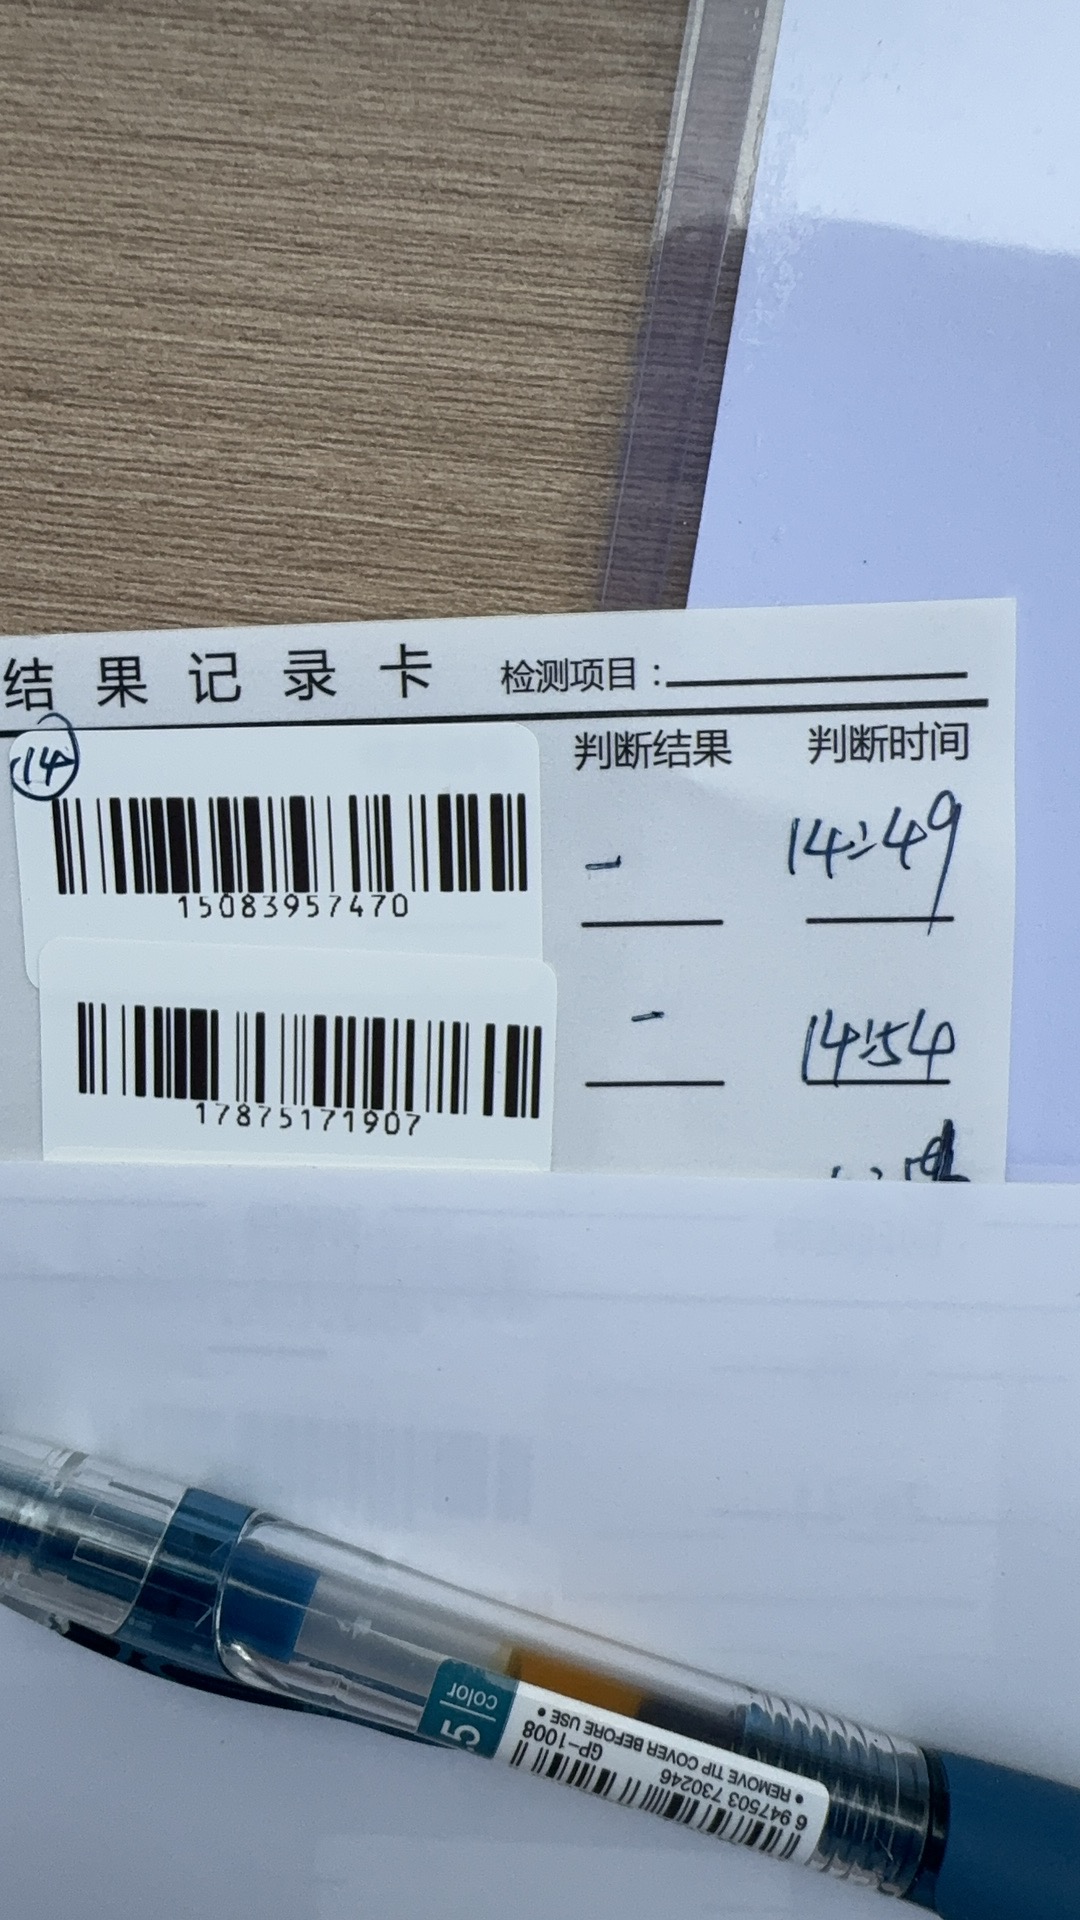 结果记录卡 检测项目：
14 判断结果 判断时间
- 14:49
15083957470
- 14:54
17875171907
5 color
GP-1008
• REMOVE TIP COVER BEFORE USE •
6 947503 730246